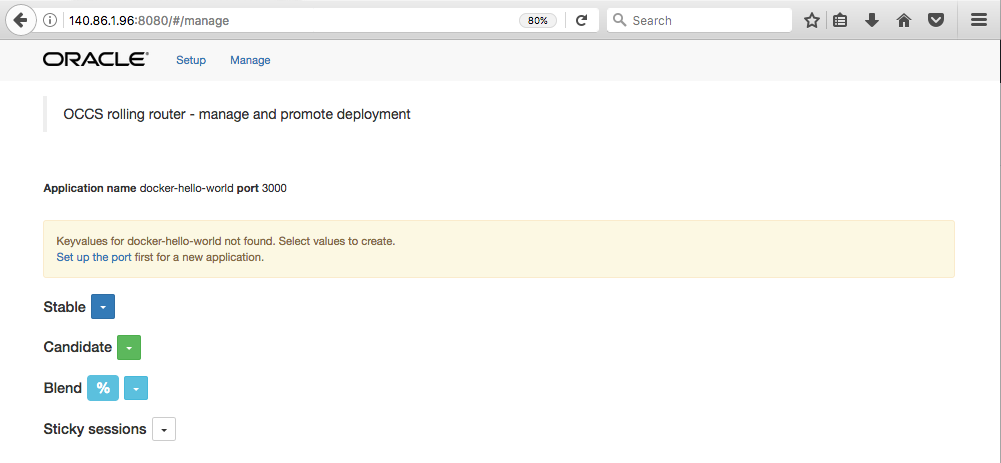 140.86.1.96:8080/#/manage
80%
Search
ORACLE
Setup
Manage
OCCS rolling router - manage and promote deployment
Application name docker-hello-world port 3000
Keyvalues for docker-hello-world not found. Select values to create.
Set up the port first for a new application.
Stable
Candidate
Blend %
Sticky sessions